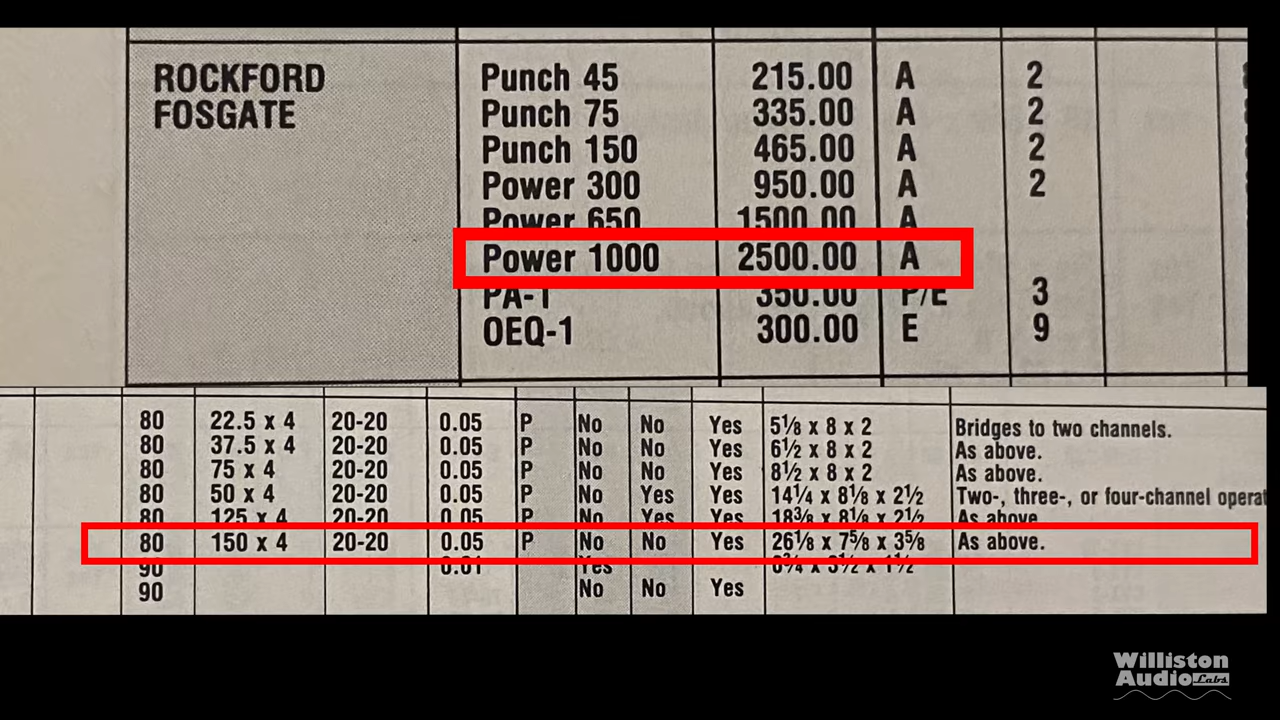 ROCKFORD Punch 45 215.00 A 2
FOSGATE Punch 75 335.00 A 2
Punch 150 465.00 A 2
Power 300 950.00 A 2
Power 650 1500.00 A
Power 1000 2500.00 A
PA-1 350.00 P/E 3
OEQ-1 300.00 E 9
80 22.5 x 4 20-20 0.05 P No No Yes 5⅛ x 8 x 2 Bridges to two channels.
80 37.5 x 4 20-20 0.05 P No No Yes 6½ x 8 x 2 As above.
80 75 x 4 20-20 0.05 P No No Yes 8½ x 8 x 2 As above.
80 50 x 4 20-20 0.05 P No Yes Yes 14¼ x 8⅛ x 2½ Two-, three-, or four-channel operat
80 125 x 4 20-20 0.05 P No Yes Yes 18⅜ x 8⅛ x 2½ As above
80 150 x 4 20-20 0.05 P No No Yes 26⅛ x 7⅝ x 3⅝ As above.
90 0.01 Yes x 3½ x 1½
90 No No Yes
Williston
Audio Labs